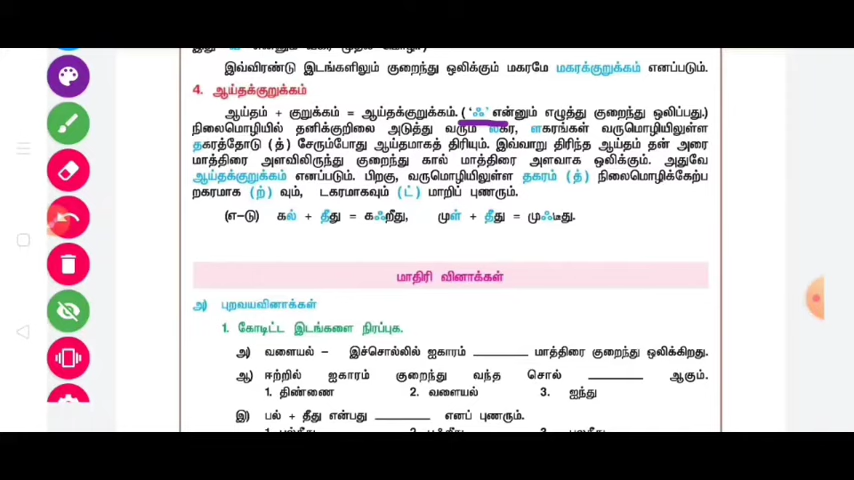 இவ்விரண்டு இடங்களிலும் குறைந்து ஒலிக்கும் மகரமே மகரக்குறுக்கம் எனப்படும்.
4. ஆய்தக்குறுக்கம்
ஆய்தம் + குறுக்கம் = ஆய்தக்குறுக்கம். ( 'ஃ' என்னும் எழுத்து குறைந்து ஒலிப்பது.)
நிலைமொழியில் தனிக்குறிலை அடுத்து வரும் லகர, ளகரங்கள் வருமொழியிலுள்ள
தகரத்தோடு (த்) சேரும்போது ஆய்தமாகத் திரியும். இவ்வாறு திரிந்த ஆய்தம் தன் அரை
மாத்திரை அளவிலிருந்து குறைந்து கால் மாத்திரை அளவாக ஒலிக்கும். அதுவே
ஆய்தக்குறுக்கம் எனப்படும். பிறகு, வருமொழியிலுள்ள தகரம் (த்) நிலைமொழிக்கேற்ப
றகரமாக (ற்) வும், டகரமாகவும் (ட்) மாறிப் புணரும்.
(எ-டு) கல் + தீது = கஃறீது, முள் + தீது = முஃடீது.
மாதிரி வினாக்கள்
அ) புறவயவினாக்கள்
1. கோடிட்ட இடங்களை நிரப்புக.
அ) வளையல் – இச்சொல்லில் ஐகாரம் ________ மாத்திரை குறைந்து ஒலிக்கிறது.
ஆ) ஈற்றில் ஐகாரம் குறைந்து வந்த சொல் ________ ஆகும்.
1. திண்ணை 2. வளையல் 3. ஐந்து
இ) பல் + தீது என்பது ________ எனப் புணரும்.